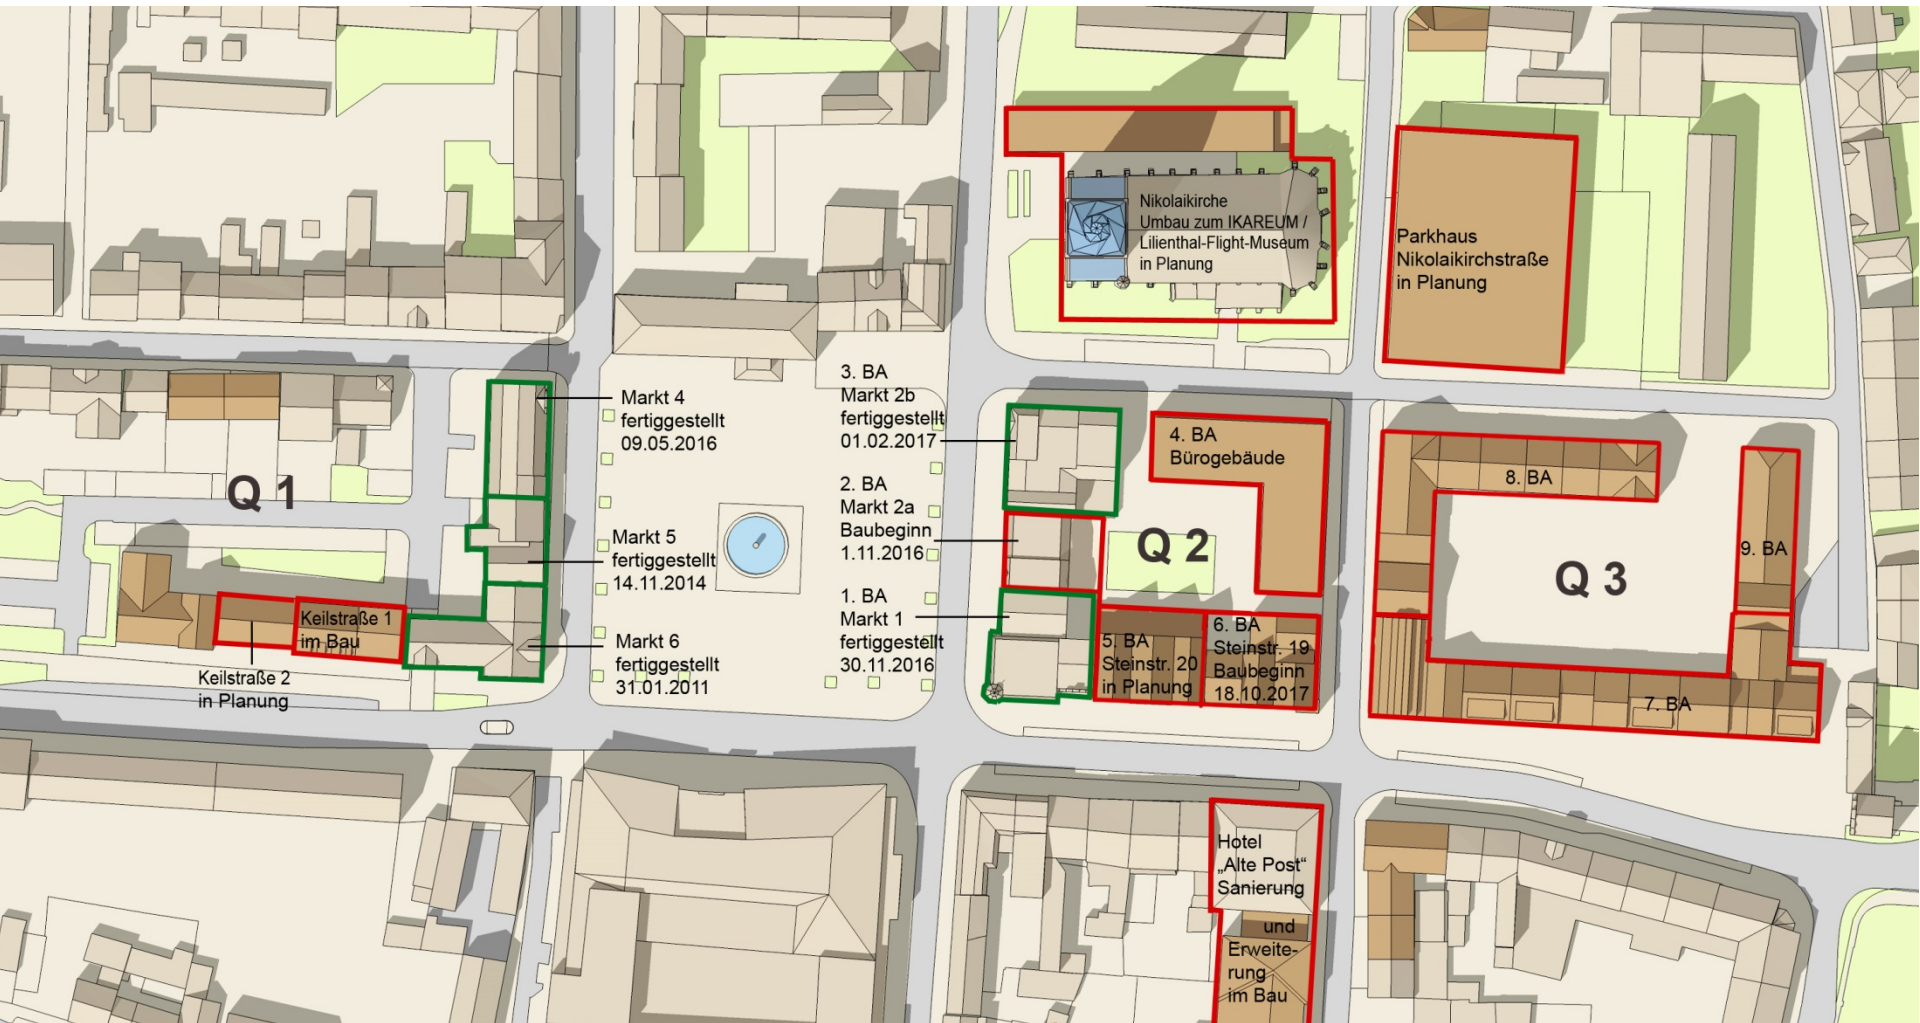 Nikolaikirche
Umbau zum IKAREUM /
Lilienthal-Flight-Museum
in Planung
Parkhaus
Nikolaikirchstraße
in Planung
Q 1
Markt 4
fertiggestellt
09.05.2016
Markt 5
fertiggestellt
14.11.2014
Markt 6
fertiggestellt
31.01.2011
Keilstraße 1
im Bau
Keilstraße 2
in Planung
3. BA
Markt 2b
fertiggestellt
01.02.2017
2. BA
Markt 2a
Baubeginn
1.11.2016
1. BA
Markt 1
fertiggestellt
30.11.2016
4. BA
Bürogebäude
Q 2
5. BA
Steinstr. 20
in Planung
6. BA
Steinstr. 19
Baubeginn
18.10.2017
8. BA
9. BA
Q 3
7. BA
Hotel
„Alte Post“
Sanierung
und
Erweite-
rung
im Bau